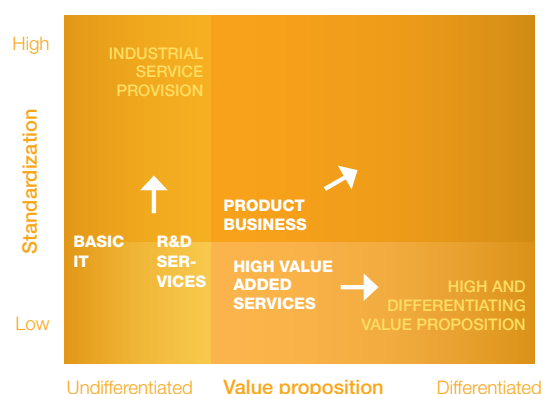 High
INDUSTRIAL
SERVICE
PROVISION
Standardization
PRODUCT
BUSINESS
BASIC
IT
R&D
SER-
VICES
HIGH VALUE
ADDED
SERVICES
HIGH AND
DIFFERENTIATING
VALUE PROPOSITION
Low
Undifferentiated
Value proposition
Differentiated